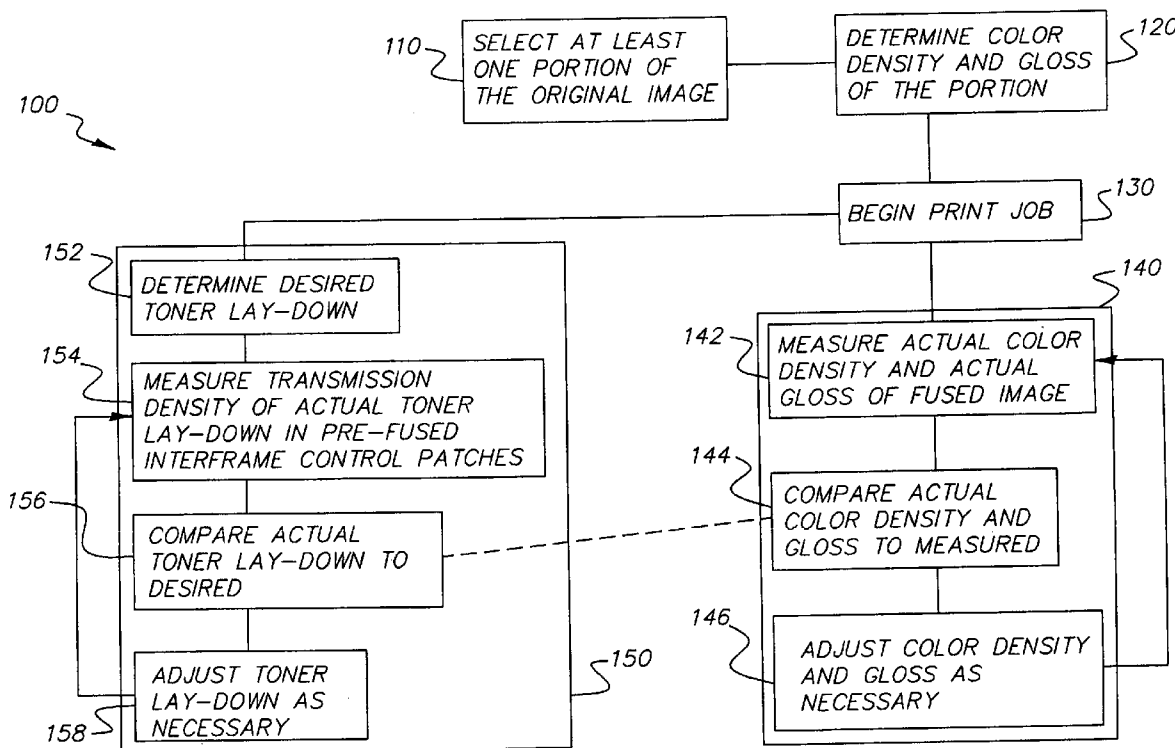 100
110
SELECT AT LEAST
ONE PORTION OF
THE ORIGINAL IMAGE
120
DETERMINE COLOR
DENSITY AND GLOSS
OF THE PORTION
130
BEGIN PRINT JOB
152
DETERMINE DESIRED
TONER LAY-DOWN
154
MEASURE TRANSMISSION
DENSITY OF ACTUAL TONER
LAY-DOWN IN PRE-FUSED
INTERFRAME CONTROL PATCHES
156
COMPARE ACTUAL
TONER LAY-DOWN TO
DESIRED
158
ADJUST TONER
LAY-DOWN AS
NECESSARY
150
140
142
MEASURE ACTUAL COLOR
DENSITY AND ACTUAL
GLOSS OF FUSED IMAGE
144
COMPARE ACTUAL
COLOR DENSITY AND
GLOSS TO MEASURED
146
ADJUST COLOR DENSITY
AND GLOSS AS
NECESSARY